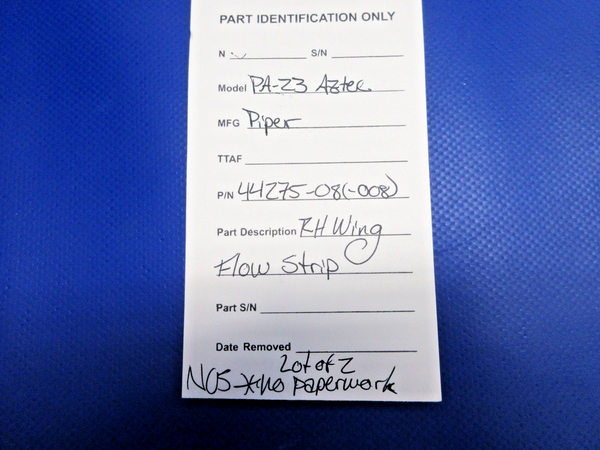 PART IDENTIFICATION ONLY
N S/N
Model PA-23 Aztec
MFG Piper
TTAF
P/N 44275-08(-008)
Part Description RH Wing
Flow Strip
Part S/N
Date Removed
Lot of 2
NOS *no paperwork